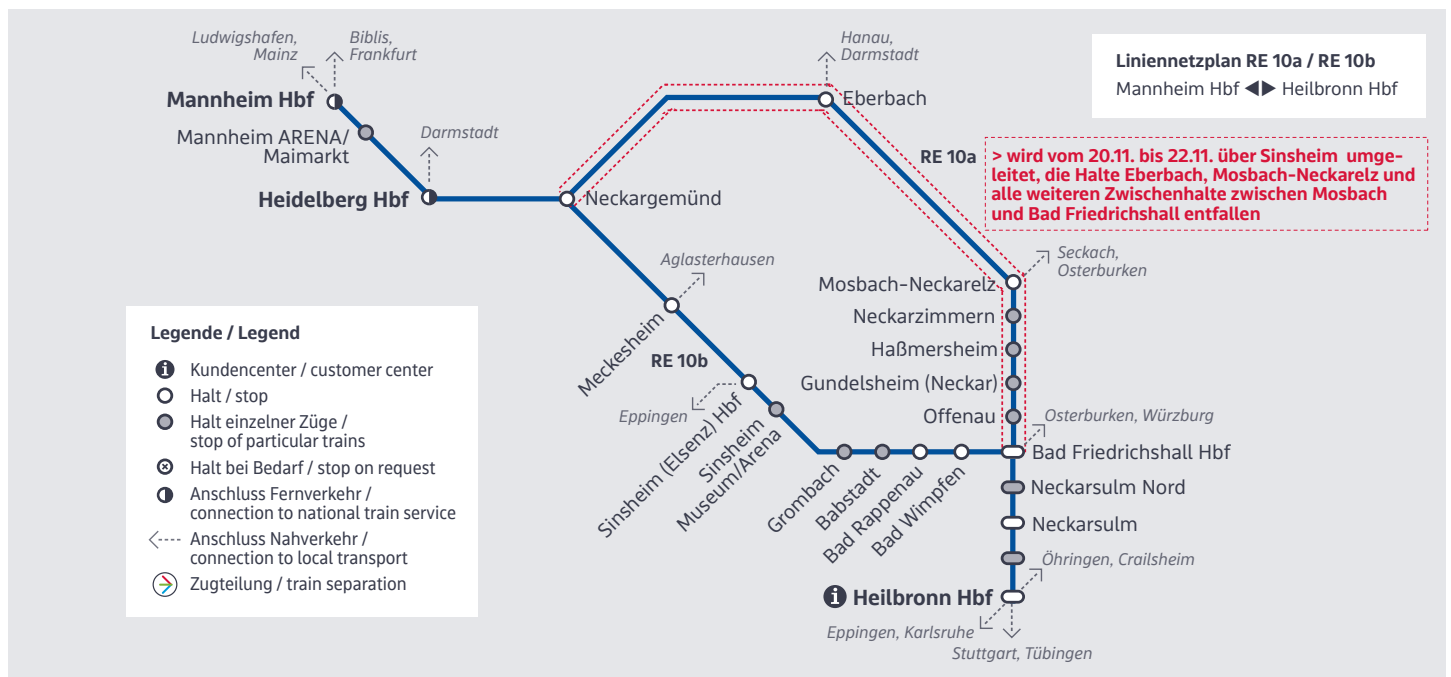 Ludwigshafen,
Mainz
Biblis,
Frankfurt
Hanau,
Darmstadt
Liniennetzplan RE 10a / RE 10b
Mannheim Hbf ◀▶ Heilbronn Hbf
Mannheim Hbf
Eberbach
Mannheim ARENA/
Maimarkt
Darmstadt
RE 10a
> wird vom 20.11. bis 22.11. über Sinsheim umge-
leitet, die Halte Eberbach, Mosbach-Neckarelz und
alle weiteren Zwischenhalte zwischen Mosbach
und Bad Friedrichshall entfallen
Heidelberg Hbf
Neckargemünd
Aglasterhausen
Seckach,
Osterburken
Mosbach-Neckarelz
Neckarzimmern
Haßmersheim
Gundelsheim (Neckar)
Offenau
Meckesheim
RE 10b
Eppingen
Sinsheim (Elsenz) Hbf
Sinsheim
Museum/Arena
Grombach
Babstadt
Bad Rappenau
Bad Wimpfen
Osterburken, Würzburg
Bad Friedrichshall Hbf
Neckarsulm Nord
Neckarsulm
Öhringen, Crailsheim
Heilbronn Hbf
Eppingen, Karlsruhe
Stuttgart, Tübingen
Legende / Legend
i Kundencenter / customer center
Halt / stop
Halt einzelner Züge /
stop of particular trains
Halt bei Bedarf / stop on request
Anschluss Fernverkehr /
connection to national train service
Anschluss Nahverkehr /
connection to local transport
Zugteilung / train separation